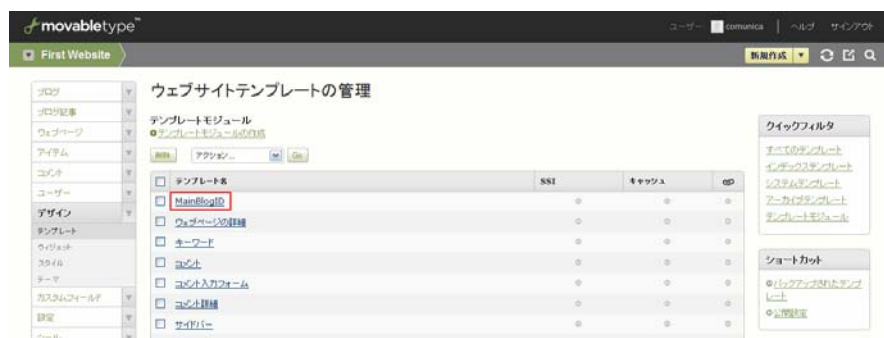 movabletype™
ユーザー comunica | ヘルプ サインアウト
First Website
新規作成
ブログ
ブログ記事
ウェブページ
アイテム
コメント
ユーザー
デザイン
テンプレート
ウィジェット
スタイル
テーマ
カスタムフィールド
設定
ツール
ウェブサイトテンプレートの管理
テンプレートモジュール
テンプレートモジュールの作成
削除 アクション... Go
テンプレート名 SSI キャッシュ
MainBlogID
ウェブページの詳細
キーワード
コメント
コメント入力フォーム
コメント詳細
サイドバー
クイックフィルタ
すべてのテンプレート
インデックステンプレート
システムテンプレート
アーカイブテンプレート
テンプレートモジュール
ショートカット
バックアップされたテンプ
レート
公開設定